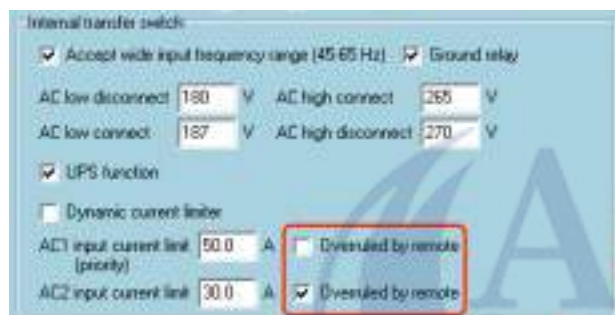 Internal transfer switch
Accept wide input frequency range (45-65 Hz) Ground relay
AC low disconnect 180 V AC high connect 265 V
AC low connect 187 V AC high disconnect 270 V
UPS function
Dynamic current limiter
AC1 input current limit 50.0 A Overruled by remote
(priority)
AC2 input current limit 30.0 A Overruled by remote
A